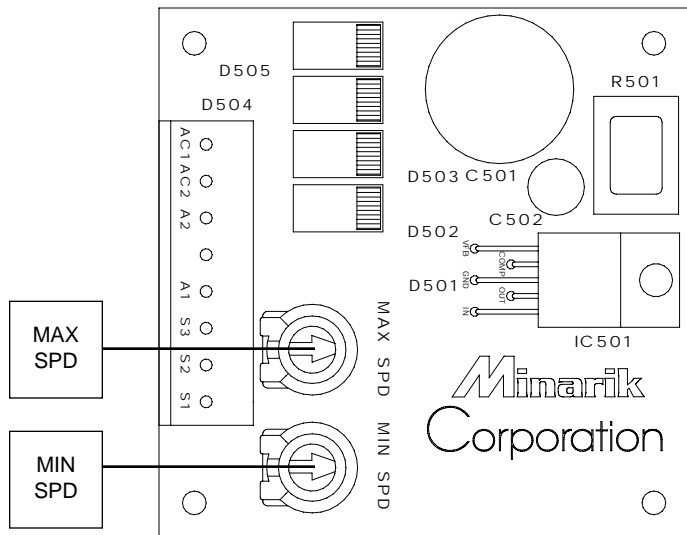 D505
D504
R501
AC1
AC2
A2
A1
S3
S2
S1
D503 C501
C502
D502
D501
VFB
COMP
GND
OUT
IN
IC501
MAX
SPD
MAX SPD
MIN
SPD
MIN SPD
Minarik
Corporation